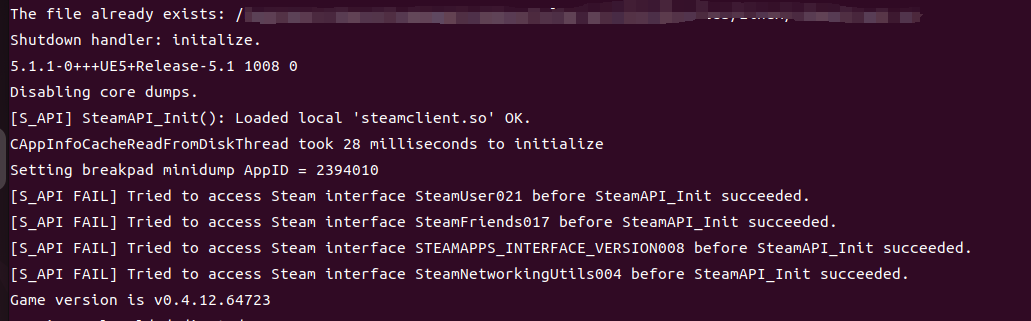 The file already exists: /
Shutdown handler: initalize.
5.1.1-0+++UE5+Release-5.1 1008 0
Disabling core dumps.
[S_API] SteamAPI_Init(): Loaded local 'steamclient.so' OK.
CAppInfoCacheReadFromDiskThread took 28 milliseconds to initialize
Setting breakpad minidump AppID = 2394010
[S_API FAIL] Tried to access Steam interface SteamUser021 before SteamAPI_Init succeeded.
[S_API FAIL] Tried to access Steam interface SteamFriends017 before SteamAPI_Init succeeded.
[S_API FAIL] Tried to access Steam interface STEAMAPPS_INTERFACE_VERSION008 before SteamAPI_Init succeeded.
[S_API FAIL] Tried to access Steam interface SteamNetworkingUtils004 before SteamAPI_Init succeeded.
Game version is v0.4.12.64723